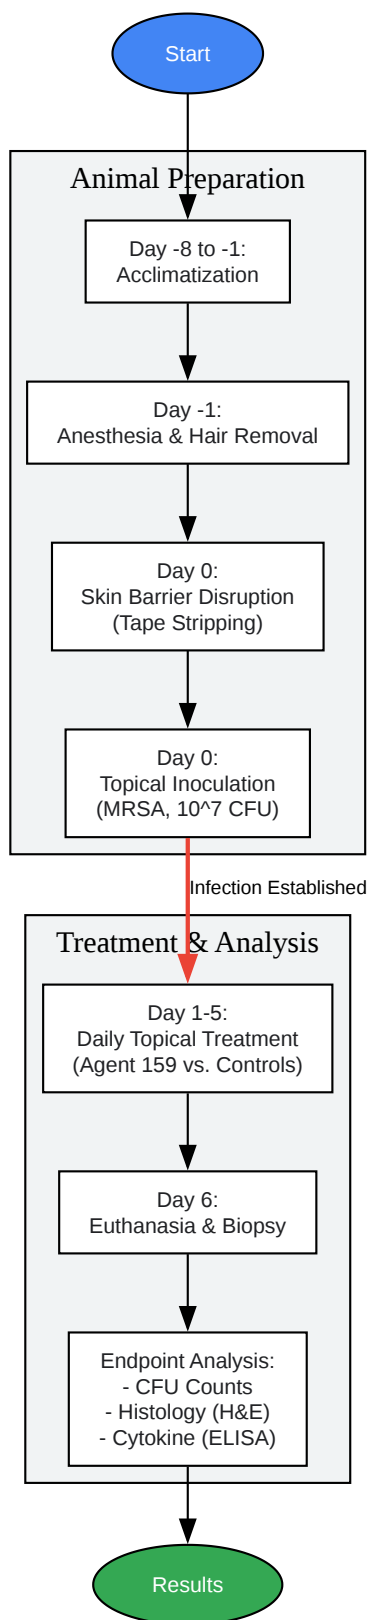 Start
Animal Preparation
Day -8 to -1:
Acclimatization
Day -1:
Anesthesia & Hair Removal
Day 0:
Skin Barrier Disruption
(Tape Stripping)
Day 0:
Topical Inoculation
(MRSA, 10^7 CFU)
Infection Established
Treatment & Analysis
Day 1-5:
Daily Topical Treatment
(Agent 159 vs. Controls)
Day 6:
Euthanasia & Biopsy
Endpoint Analysis:
- CFU Counts
- Histology (H&E)
- Cytokine (ELISA)
Results